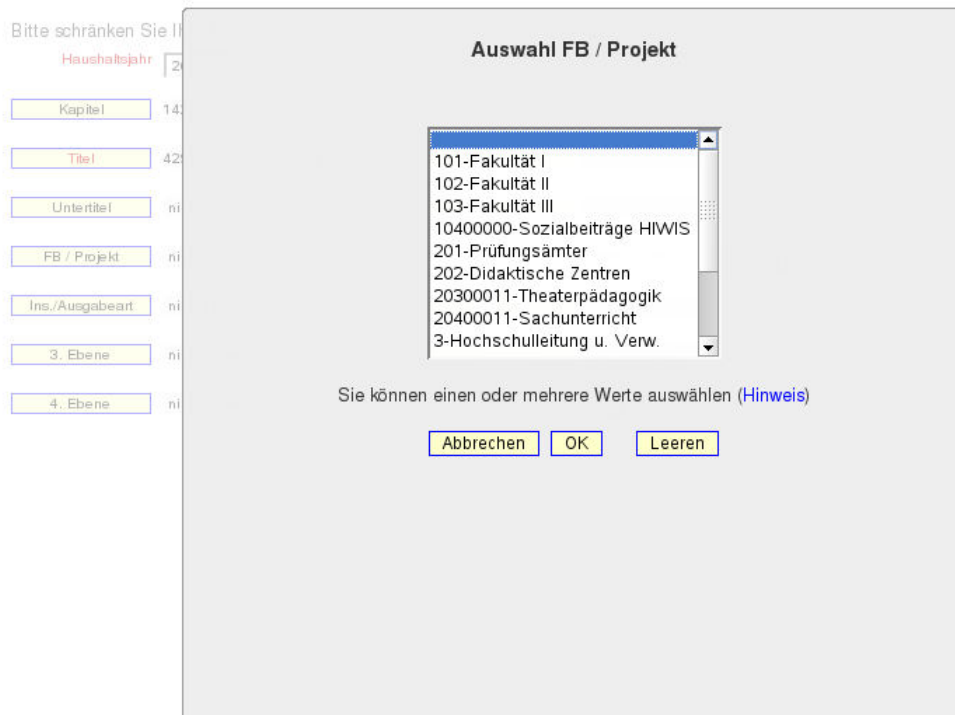 Bitte schränken Sie
Auswahl FB / Projekt
Haushaltsjahr
Kapitel
Titel
Untertitel
FB / Projekt
Ins./Ausgabeart
3. Ebene
4. Ebene
101-Fakultät I
102-Fakultät II
103-Fakultät III
10400000-Sozialbeiträge HIWIS
201-Prüfungsämter
202-Didaktische Zentren
20300011-Theaterpädagogik
20400011-Sachunterricht
3-Hochschulleitung u. Verw.
Sie können einen oder mehrere Werte auswählen (Hinweis)
Abbrechen OK Leeren